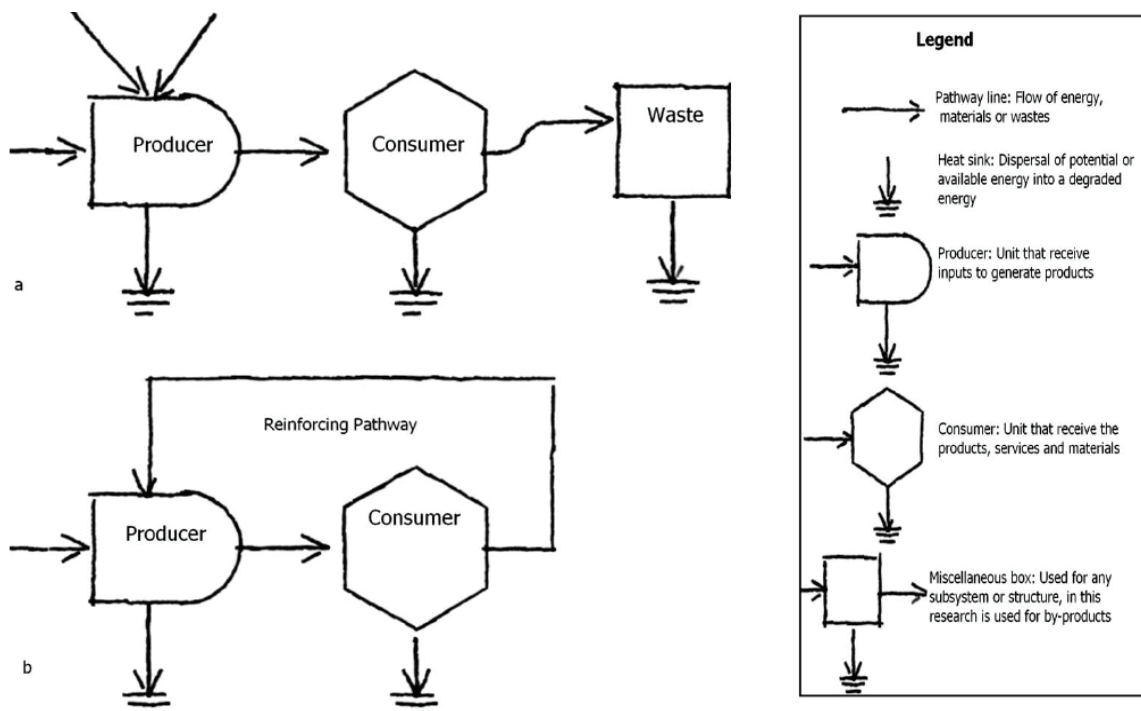 Producer
Consumer
Waste
a
Reinforcing Pathway
Producer
Consumer
b
Legend
Pathway line: Flow of energy,
materials or wastes
Heat sink: Dispersal of potential or
available energy into a degraded
energy
Producer: Unit that receive
inputs to generate products
Consumer: Unit that receive the
products, services and materials
Miscellaneous box: Used for any
subsystem or structure, in this
research is used for by-products